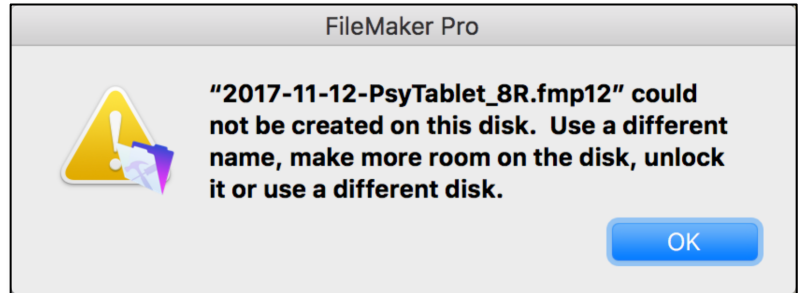 FileMaker Pro
“2017-11-12-PsyTablet_8R.fmp12” could
not be created on this disk.  Use a different
name, make more room on the disk, unlock
it or use a different disk.
OK